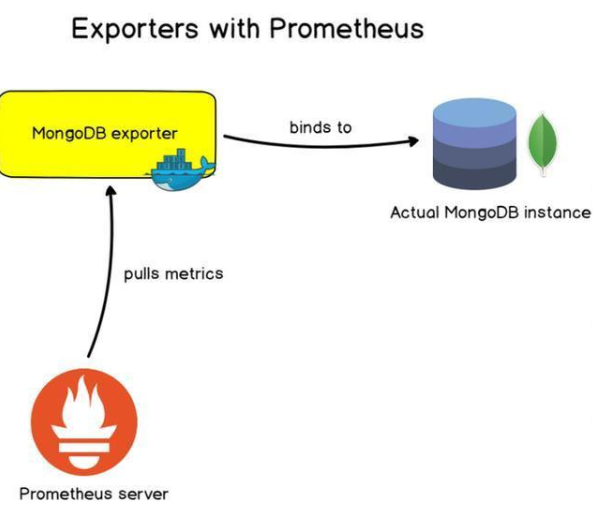 Exporters with Prometheus
MongoDB exporter
binds to
Actual MongoDB instance
pulls metrics
Prometheus server